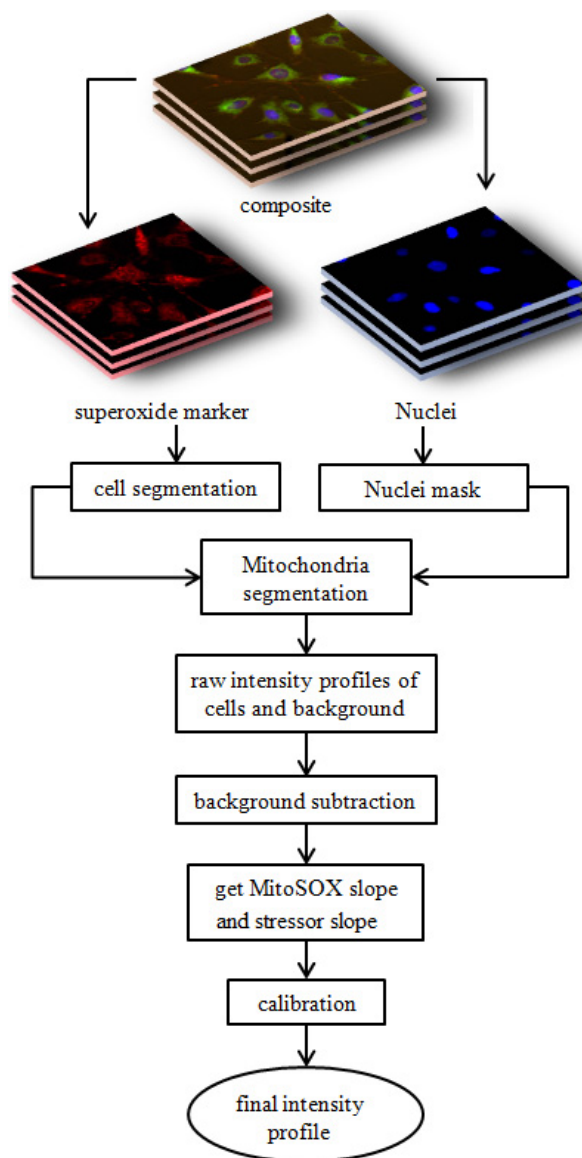 composite
superoxide marker
Nuclei
cell segmentation
Nuclei mask
Mitochondria
segmentation
raw intensity profiles of
cells and background
background subtraction
get MitoSOX slope
and stressor slope
calibration
final intensity
profile